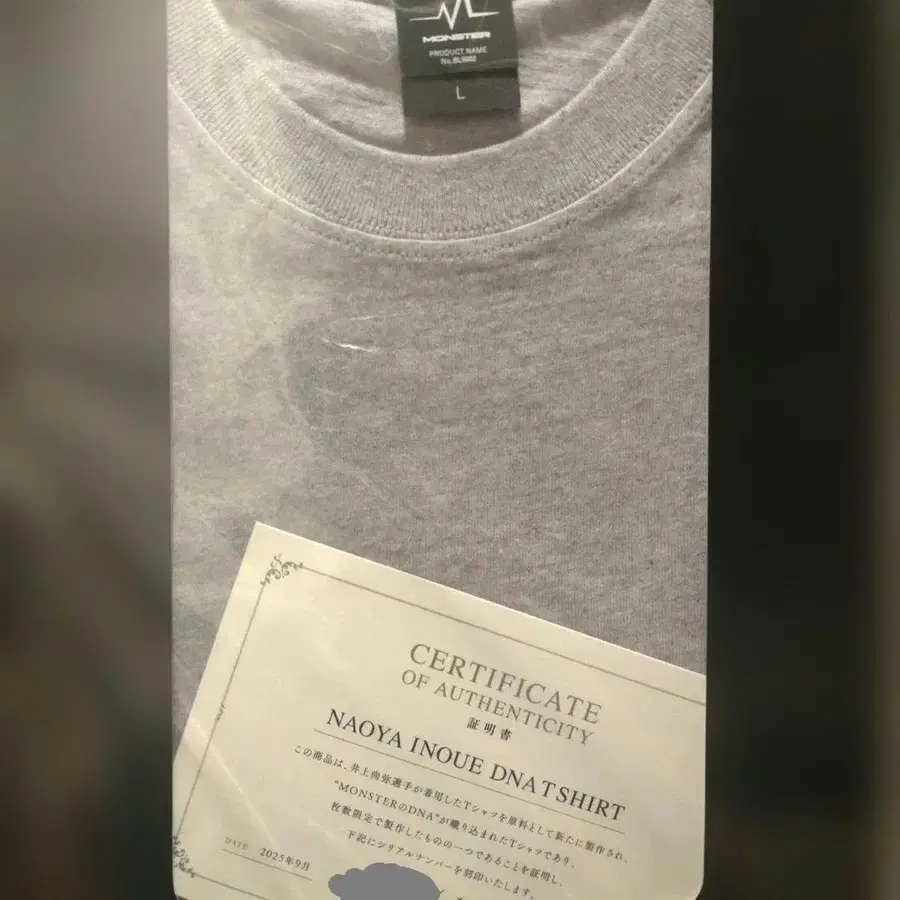 MONSTER
PRODUCT NAME
No.BL9002
L
CERTIFICATE
OF AUTHENTICITY
証明書
NAOYA INOUE DNA T SHIRT
この商品は、井上尚弥選手が着用したTシャツを原料として新たに製作され、
“MONSTERのDNA”が織り込まれたTシャツであり、
枚数限定で製作したものの一つであることを証明し、
下記にシリアルナンバーを刻印いたします。
DATE 2025年9月